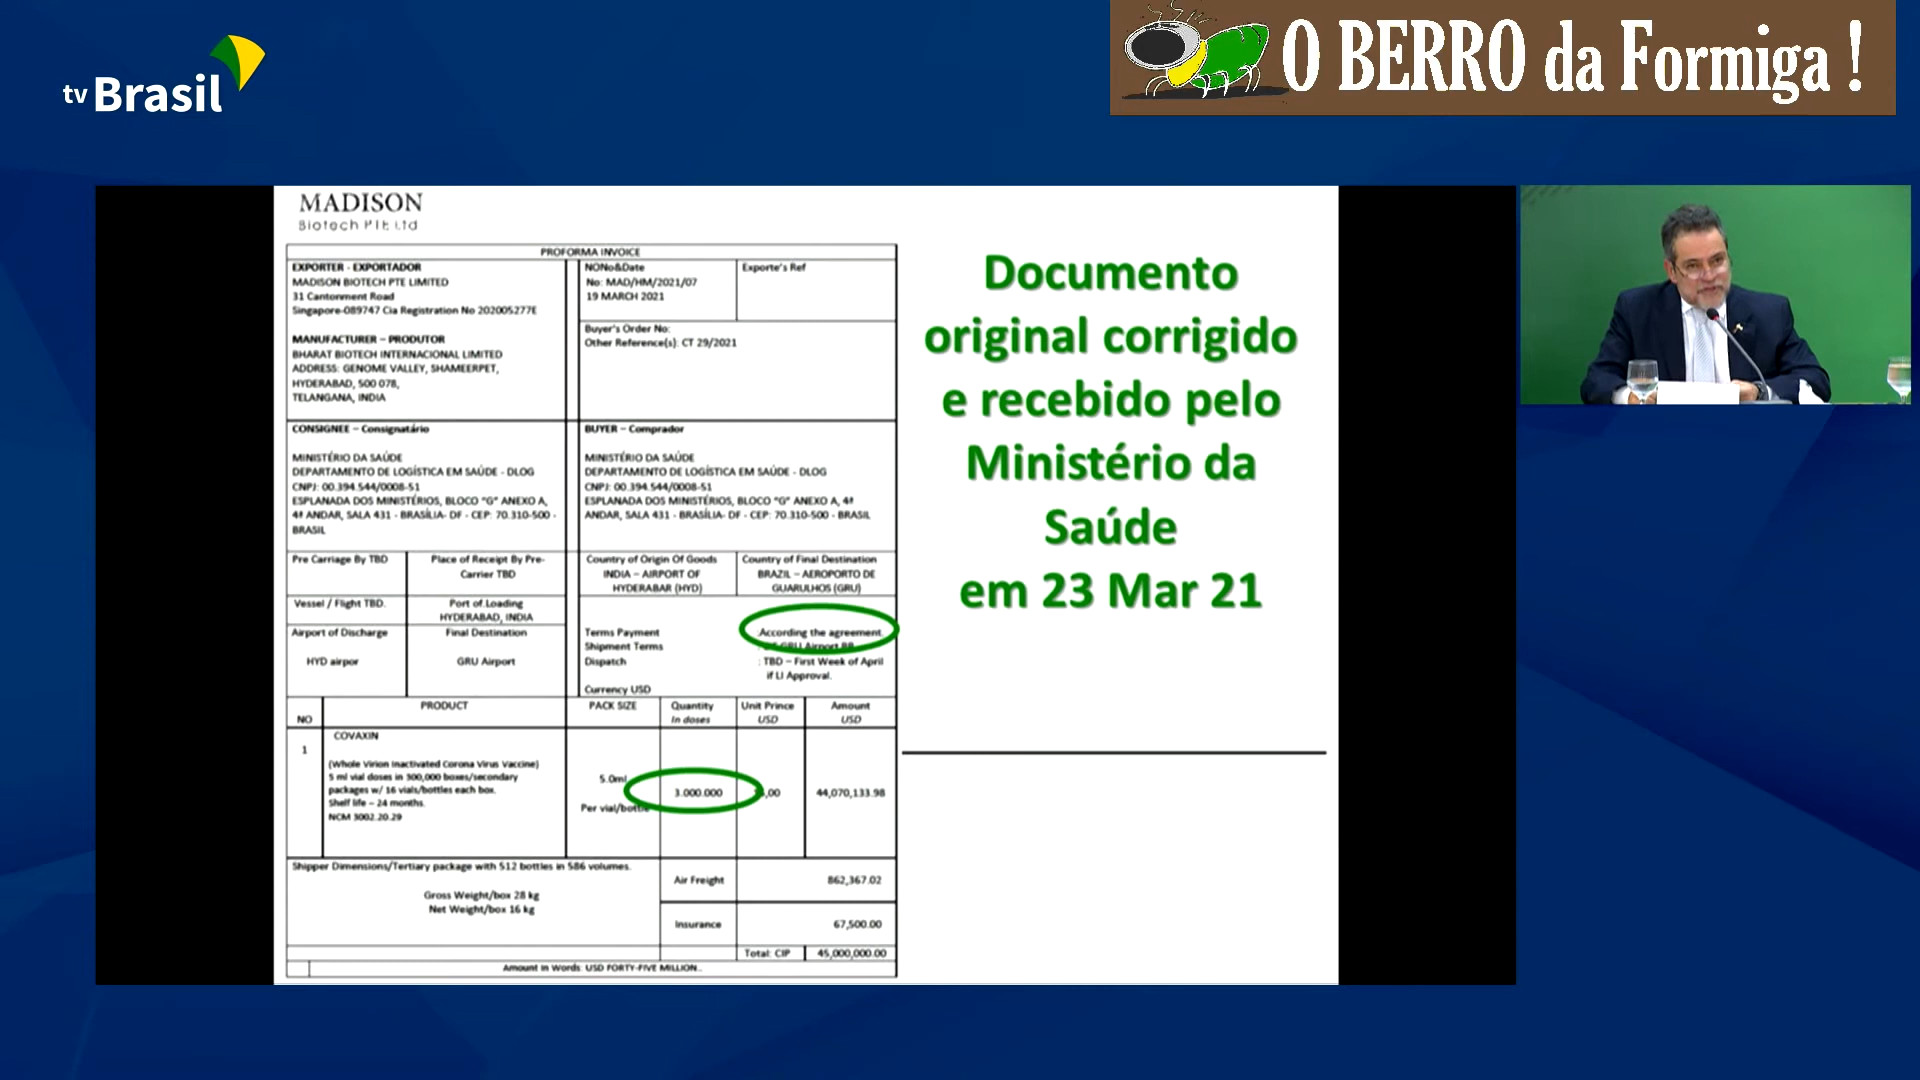 tv Brasil
O BERRO da Formiga !
MADISON
Biotech Pte Ltd
PROFORMA INVOICE
EXPORTER - EXPORTADOR
MADISON BIOTECH PTE LIMITED
31 Cantonment Road
Singapore-089747 Cia Registration No 202005277E
MANUFACTURER – PRODUTOR
BHARAT BIOTECH INTERNACIONAL LIMITED
ADDRESS: GENOME VALLEY, SHAMEERPET,
HYDERABAD, 500 078,
TELANGANA, INDIA
NONo&Date
No: MAD/HM/2021/07
19 MARCH 2021
Exporte's Ref
Buyer's Order No:
Other Reference(s): CT 29/2021
CONSIGNEE – Consignatário
MINISTÉRIO DA SAÚDE
DEPARTAMENTO DE LOGÍSTICA EM SAÚDE - DLOG
CNPJ: 00.394.544/0008-51
ESPLANADA DOS MINISTÉRIOS, BLOCO "G" ANEXO A,
4º ANDAR, SALA 431 - BRASÍLIA- DF - CEP: 70.310-500 -
BRASIL
BUYER – Comprador
MINISTÉRIO DA SAÚDE
DEPARTAMENTO DE LOGÍSTICA EM SAÚDE - DLOG
CNPJ: 00.394.544/0008-51
ESPLANADA DOS MINISTÉRIOS, BLOCO "G" ANEXO A, 4º
ANDAR, SALA 431 - BRASÍLIA- DF - CEP: 70.310-500 - BRASIL
Pre Carriage By TBD
Place of Receipt By Pre-
Carrier TBD
Country of Origin Of Goods
INDIA – AIRPORT OF
HYDERABAR (HYD)
Country of Final Destination
BRAZIL – AEROPORTO DE
GUARULHOS (GRU)
Vessel / Flight TBD.
Port of Loading
HYDERABAD, INDIA
Airport of Discharge
HYD airpor
Final Destination
GRU Airport
Terms Payment
According the agreement.
Shipment Terms
GRU Airport BR
Dispatch
: TBD – First Week of April
if LI Approval.
Currency USD
NO
PRODUCT
PACK SIZE
Quantity
In doses
Unit Prince
USD
Amount
USD
1
COVAXIN
(Whole Virion Inactivated Corona Virus Vaccine)
5 ml vial doses in 300,000 boxes/secondary
packages w/ 16 vials/bottles each box.
Shelf life – 24 months.
NCM 3002.20.29
5.0ml
Per vial/bottle
3.000.000
,00
44,070,133.98
Shipper Dimensions/Tertiary package with 512 bottles in 586 volumes.
Gross Weight/box 28 kg
Net Weight/box 16 kg
Air Freight
862,367.02
Insurance
67,500.00
Total: CIP
45,000,000.00
Amount in Words: USD FORTY-FIVE MILLION..
Documento
original corrigido
e recebido pelo
Ministério da
Saúde
em 23 Mar 21